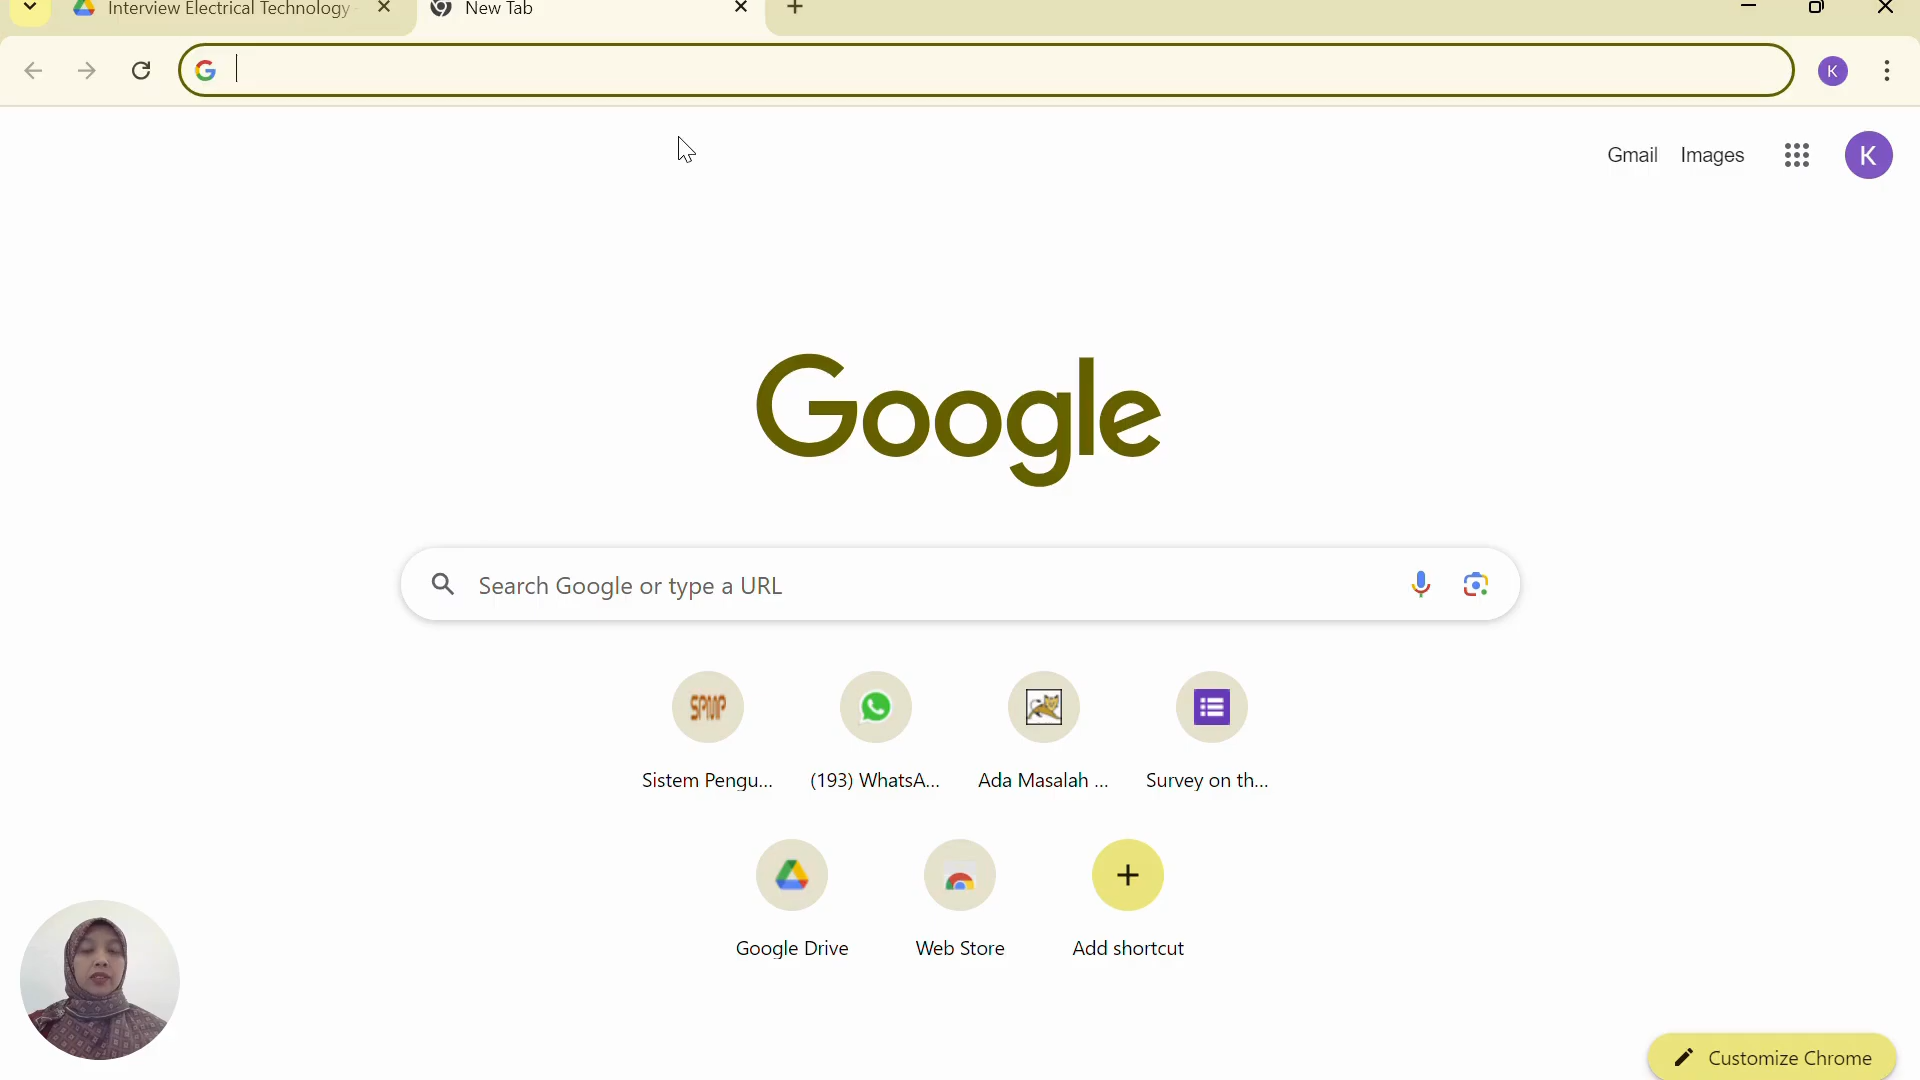 Interview Electrical Technology
New Tab
K
Gmail
Images
K
Google
Search Google or type a URL
SPMP
Sistem Pengu...
(193) WhatsA...
Ada Masalah ...
Survey on th...
Google Drive
Web Store
Add shortcut
Customize Chrome